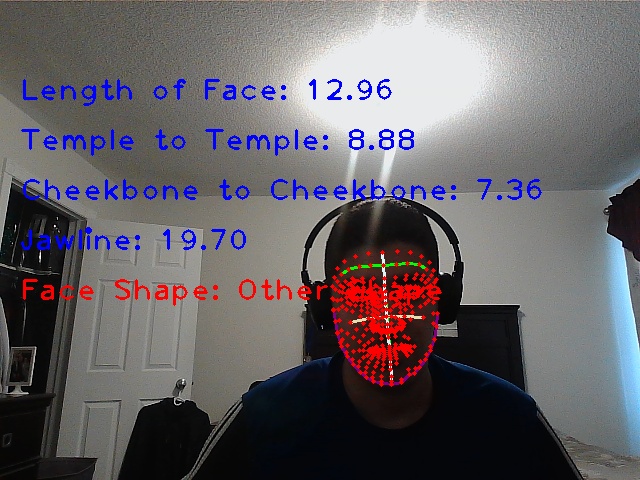 Length of Face: 12.96
Temple to Temple: 8.88
Cheekbone to Cheekbone: 7.36
Jawline: 19.70
Face Shape: Other Shape